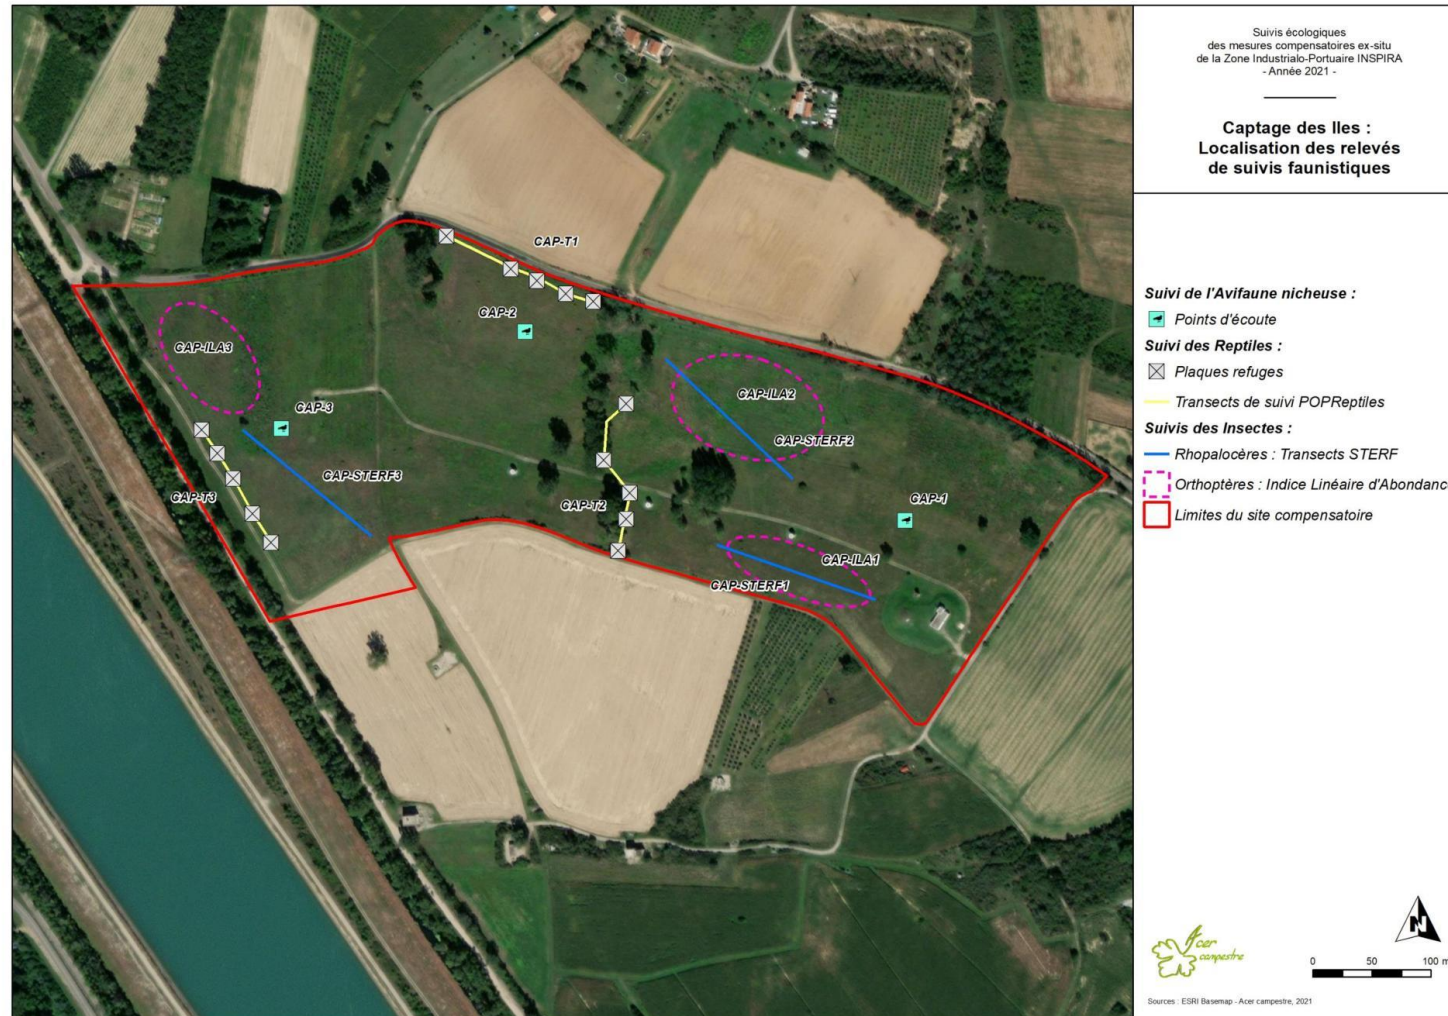 Suivis écologiques
des mesures compensatoires ex-situ
de la Zone Industrialo-Portuaire INSPIRA
- Année 2021 -
Captage des Iles :
Localisation des relevés
de suivis faunistiques
Suivi de l'Avifaune nicheuse :
Points d'écoute
Suivi des Reptiles :
Plaques refuges
Transects de suivi POPReptiles
Suivis des Insectes :
Rhopalocères : Transects STERF
Orthoptères : Indice Linéaire d'Abondance
Limites du site compensatoire
CAP-T1
CAP-2
CAP-ILA3
CAP-ILA2
CAP-3
CAP-STERF2
CAP-STERF3
CAP-T3
CAP-T2
CAP-1
CAP-ILA1
CAP-STERF1
N
Acer
campestre
0 50 100 m
Sources : ESRI Basemap - Acer campestre, 2021